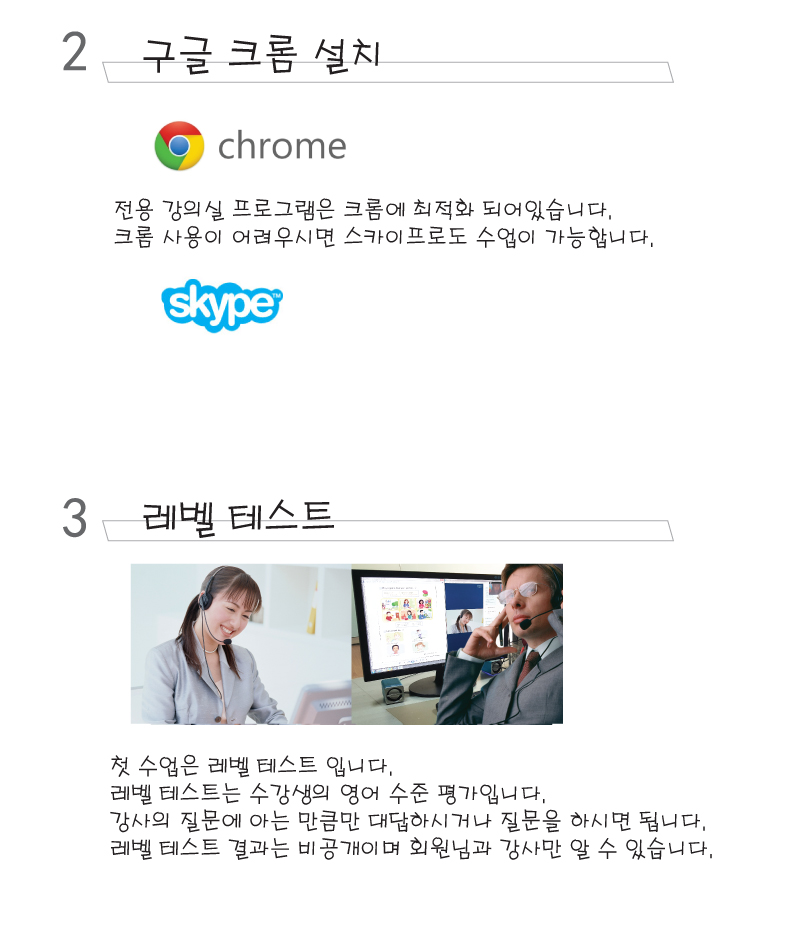 2 구글 크롬 설치
chrome
전용 강의실 프로그램은 크롬에 최적화 되어있습니다.
크롬 사용이 어려우시면 스카이프로도 수업이 가능합니다.
skype™
3 레벨 테스트
첫 수업은 레벨 테스트 입니다.
레벨 테스트는 수강생의 영어 수준 평가입니다.
강사의 질문에 아는 만큼만 대답하시거나 질문을 하시면 됩니다.
레벨 테스트 결과는 비공개이며 회원님과 강사만 알 수 있습니다.